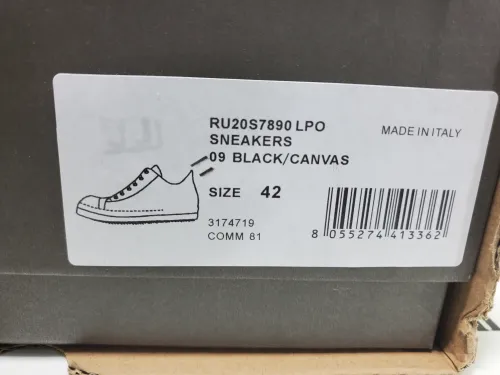 RU20S7890 LPO
SNEAKERS
09 BLACK/CANVAS
MADE IN ITALY
SIZE 42
3174719
COMM 81
8 055274 413362